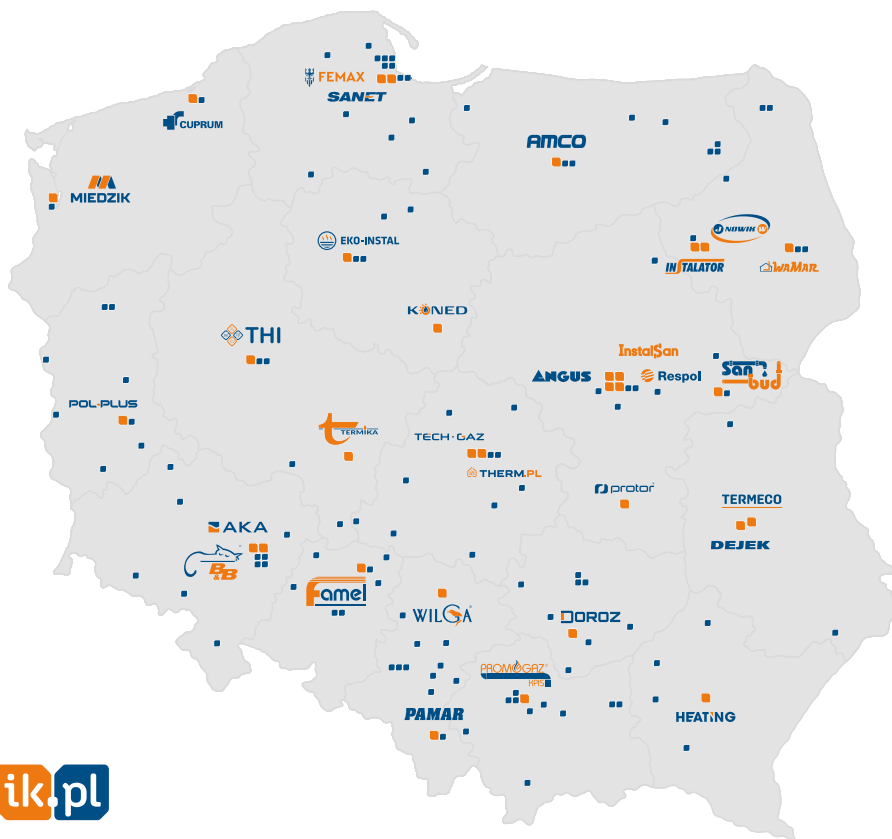 FEMAX
SANET
CUPRUM
AMCO
MIEDZIK
NOWIK
EKO-INSTAL
INSTALATOR
WAMAR
KONED
THI
InstalSan
ANGUS
Respol
San
bud
POL-PLUS
TERMIKA
TECH-GAZ
THERM.PL
protor
TERMECO
DEJEK
AKA
B&B
Famel
WILGA
DOROZ
PROMOGAZ
KPIS
PAMAR
HEATING
ik.pl